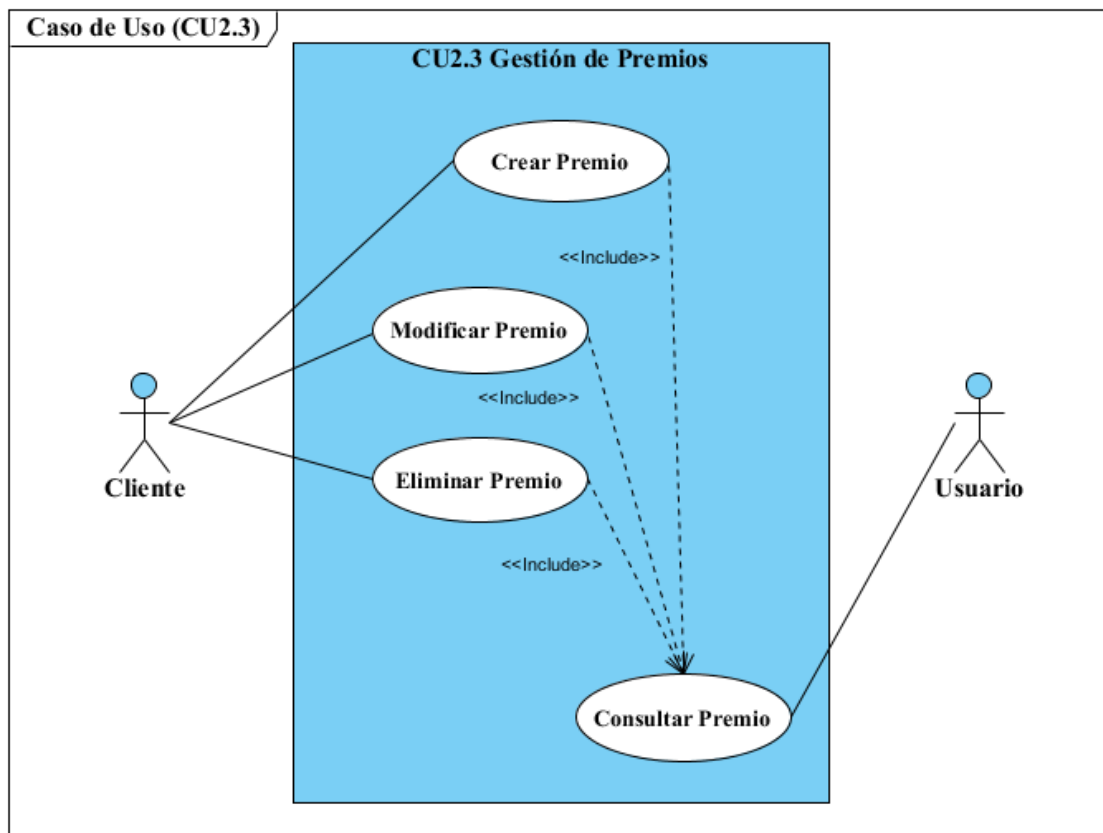 Caso de Uso (CU2.3)
CU2.3 Gestión de Premios
Crear Premio
<<Include>>
Modificar Premio
<<Include>>
Eliminar Premio
Cliente
Usuario
<<Include>>
Consultar Premio